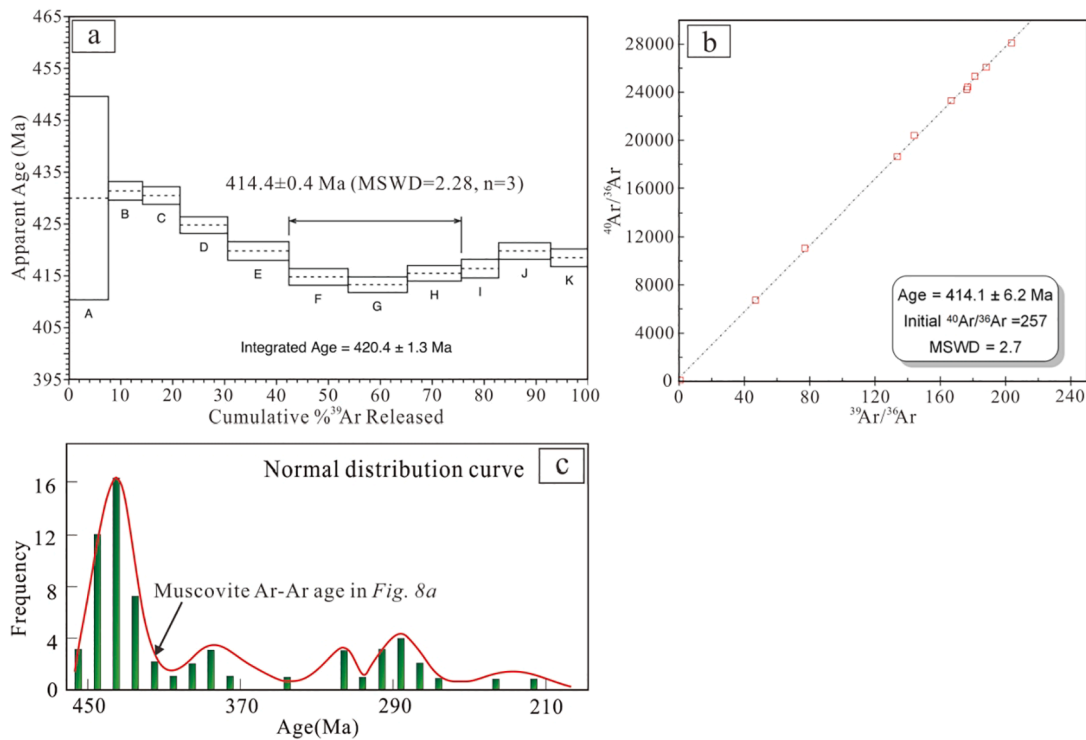 a
Apparent Age (Ma)
465
455
445
435
425
415
405
395
414.4±0.4 Ma (MSWD=2.28, n=3)
A
B
C
D
E
F
G
H
I
J
K
Integrated Age = 420.4 ± 1.3 Ma
0 10 20 30 40 50 60 70 80 90 100
Cumulative %³⁹Ar Released
b
⁴⁰Ar/³⁶Ar
28000
24000
20000
16000
12000
8000
4000
0
Age = 414.1 ± 6.2 Ma
Initial ⁴⁰Ar/³⁶Ar =257
MSWD = 2.7
0 40 80 120 160 200 240
³⁹Ar/³⁶Ar
Normal distribution curve
c
Frequency
16
12
8
4
0
Muscovite Ar-Ar age in Fig. 8a
450 370 290 210
Age(Ma)